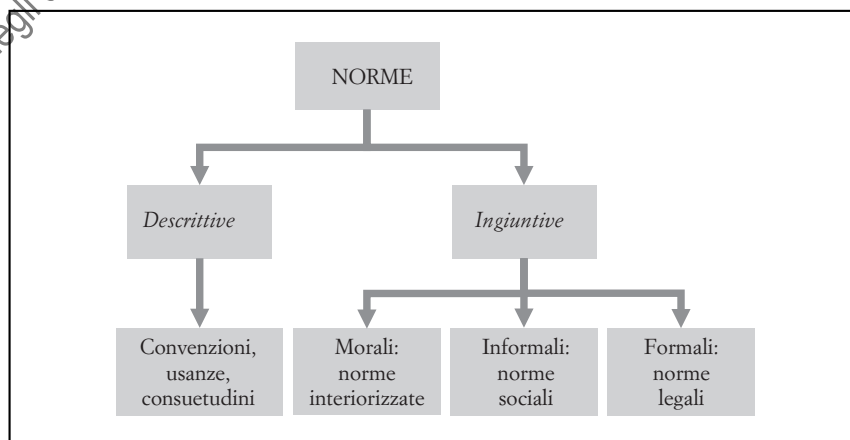 NORME
Descrittive
Ingiuntive
Convenzioni,
usanze,
consuetudini
Morali:
norme
interiorizzate
Informali:
norme
sociali
Formali:
norme
legali